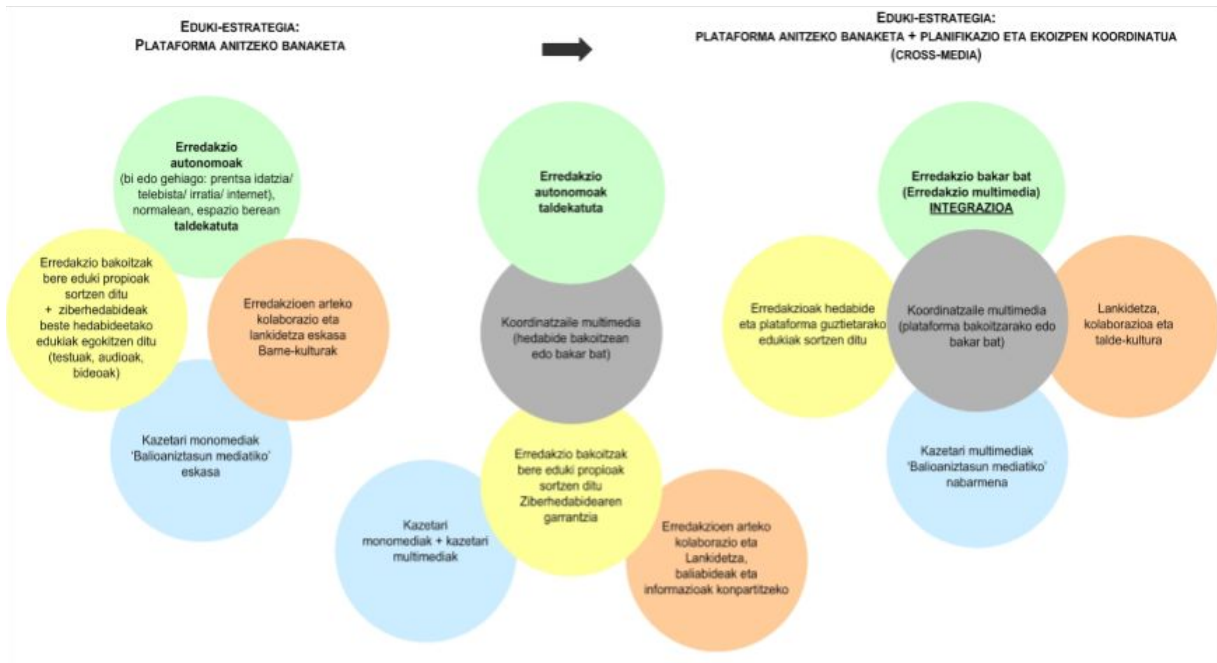 EDUKI-ESTRATEGIA:
PLATAFORMA ANITZEKO BANAKETA
EDUKI-ESTRATEGIA:
PLATAFORMA ANITZEKO BANAKETA + PLANIFIKAZIO ETA EKOIZPEN KOORDINATUA
(CROSS-MEDIA)
Erredakzio
autonomoak
(bi edo gehiago: prentsa idatzia/
telebista/ irratia/ internet),
normalean, espazio berean
taldekatuta
Erredakzio bakoitzak
bere eduki propioak
sortzen ditu
+ ziberhedabideak
beste hedabideetako
edukiak egokitzen ditu
(testuak, audioak,
bideoak)
Erredakzioen arteko
kolaborazio eta
lankidetza eskasa
Barne-kulturak
Kazetari monomediak
‘Balioaniztasun mediatiko’
eskasa
Erredakzio
autonomoak
taldekatuta
Koordinatzaile multimedia
(hedabide bakoitzean
edo bakar bat)
Erredakzio bakoitzak
bere eduki propioak
sortzen ditu
Ziberhedabidearen
garrantzia
Kazetari
monomediak + kazetari
multimediak
Erredakzioen arteko
kolaborazio eta
Lankidetza,
baliabideak eta
informazioak konpartitzeko
Erredakzio bakar bat
(Erredakzio multimedia)
INTEGRAZIOA
Erredakzioak hedabide
eta plataforma guztietarako
edukiak sortzen ditu
Koordinatzaile multimedia
(plataforma bakoitzarako edo
bakar bat)
Lankidetza,
kolaborazioa eta
talde-kultura
Kazetari multimediak
‘Balioaniztasun mediatiko’
nabarmena